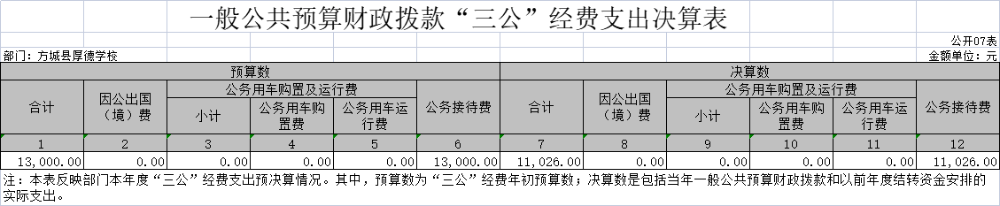 一般公共预算财政拨款“三公”经费支出决算表
公开07表
部门：方城县厚德学校 金额单位：元
预算数 决算数
合计 因公出国（境）费 公务用车购置及运行费 公务接待费 合计 因公出国（境）费 公务用车购置及运行费 公务接待费
小计 公务用车购置费 公务用车运行费 小计 公务用车购置费 公务用车运行费
1 2 3 4 5 6 7 8 9 10 11 12
13,000.00 0.00 0.00 0.00 0.00 13,000.00 11,026.00 0.00 0.00 0.00 0.00 11,026.00
注：本表反映部门本年度“三公”经费支出预决算情况。其中，预算数为“三公”经费年初预算数；决算数是包括当年一般公共预算财政拨款和以前年度结转资金安排的
实际支出。